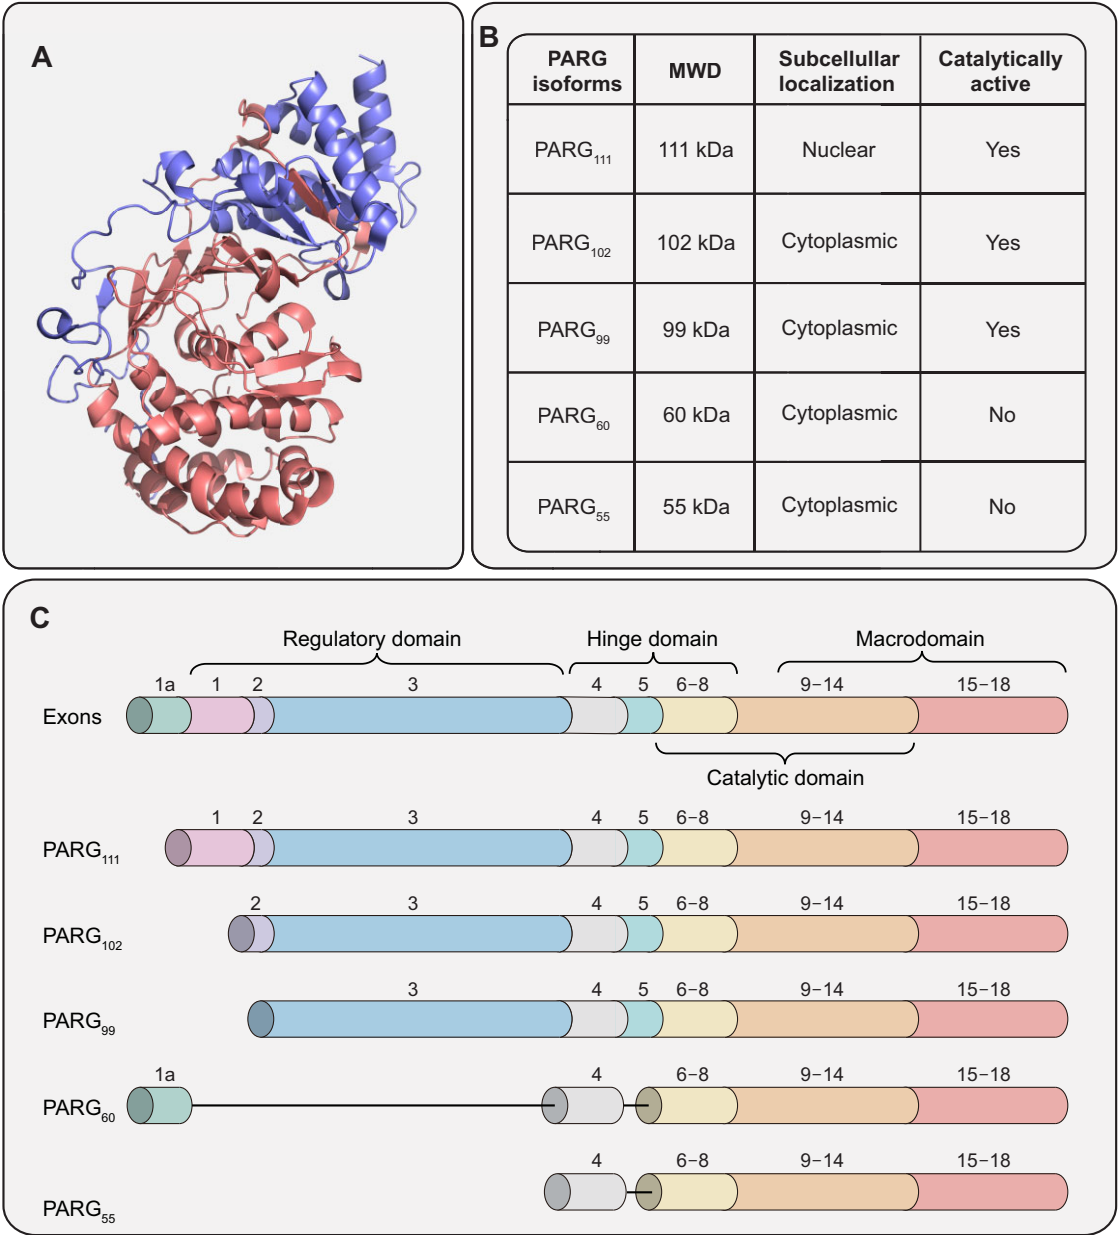 A
B
PARG isoforms MWD Subcellular localization Catalytically active
PARG111 111 kDa Nuclear Yes
PARG102 102 kDa Cytoplasmic Yes
PARG99 99 kDa Cytoplasmic Yes
PARG60 60 kDa Cytoplasmic No
PARG55 55 kDa Cytoplasmic No
C
Regulatory domain Hinge domain Macrodomain
1a 1 2 3 4 5 6–8 9–14 15–18
Exons
Catalytic domain
1 2 3 4 5 6–8 9–14 15–18
PARG111
2 3 4 5 6–8 9–14 15–18
PARG102
3 4 5 6–8 9–14 15–18
PARG99
1a 4 6–8 9–14 15–18
PARG60
4 6–8 9–14 15–18
PARG55